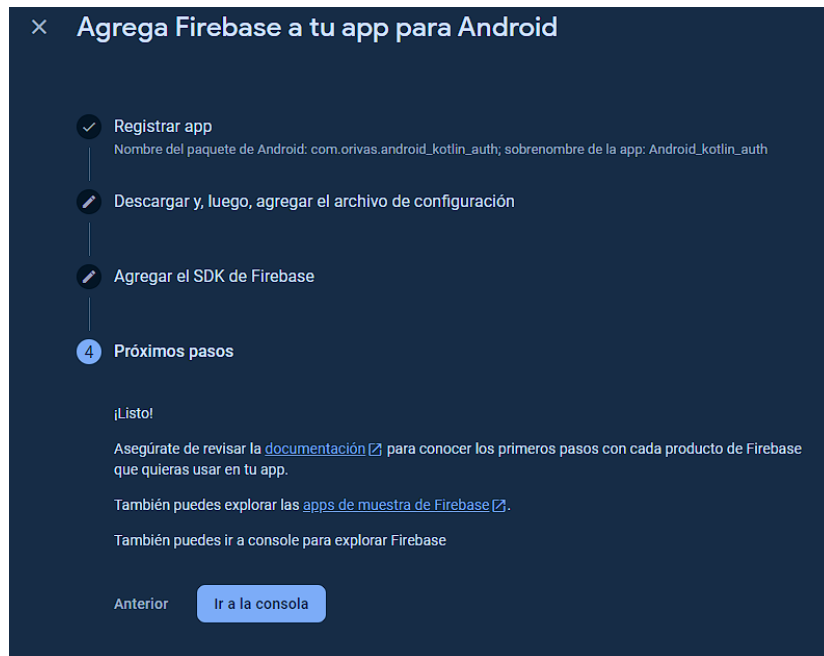 Agrega Firebase a tu app para Android
Registrar app
Nombre del paquete de Android: com.orivas.android_kotlin_auth; sobrenombre de la app: Android_kotlin_auth
Descargar y, luego, agregar el archivo de configuración
Agregar el SDK de Firebase
4 Próximos pasos
¡Listo!
Asegúrate de revisar la documentación para conocer los primeros pasos con cada producto de Firebase
que quieras usar en tu app.
También puedes explorar las apps de muestra de Firebase.
También puedes ir a console para explorar Firebase
Anterior Ir a la consola